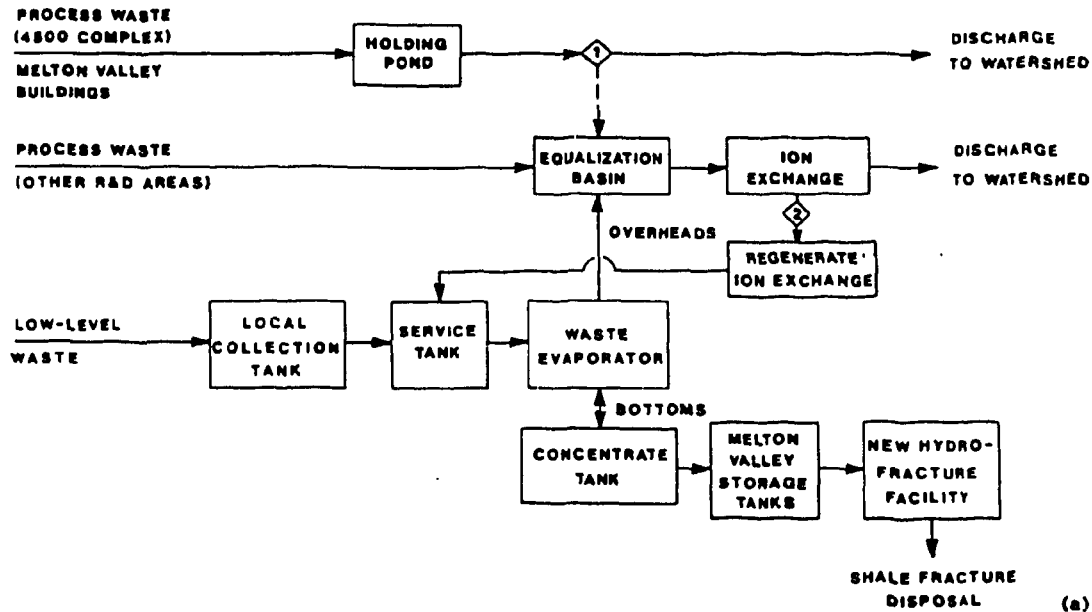 PROCESS WASTE
(4500 COMPLEX)
MELTON VALLEY
BUILDINGS
HOLDING
POND
1
DISCHARGE
TO WATERSHED
PROCESS WASTE
(OTHER R&D AREAS)
EQUALIZATION
BASIN
ION
EXCHANGE
DISCHARGE
TO WATERSHED
2
OVERHEADS
REGENERATE
ION EXCHANGE
LOW-LEVEL
WASTE
LOCAL
COLLECTION
TANK
SERVICE
TANK
WASTE
EVAPORATOR
BOTTOMS
CONCENTRATE
TANK
MELTON
VALLEY
STORAGE
TANKS
NEW HYDRO-
FRACTURE
FACILITY
SHALE FRACTURE
DISPOSAL
(a)